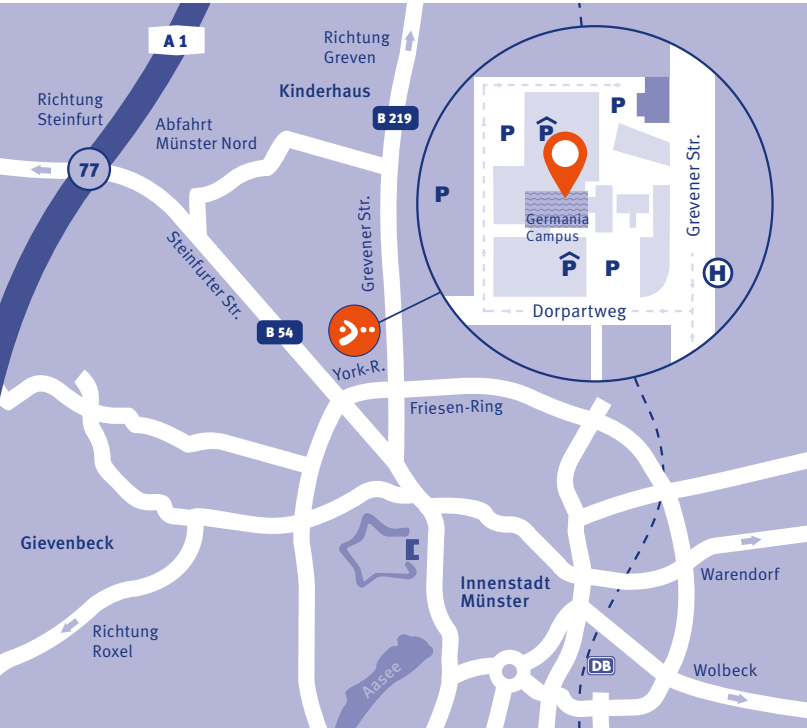 A 1
Richtung
Greven
Kinderhaus
Richtung
Steinfurt
Abfahrt
Münster Nord
B 219
77
P
P
P
P
Germania
Campus
P
P
Grevener Str.
H
Dorpartweg
Grevener Str.
Steinfurter Str.
B 54
York-R.
Friesen-Ring
Gievenbeck
Innenstadt
Münster
Warendorf
Richtung
Roxel
Aasee
DB
Wolbeck